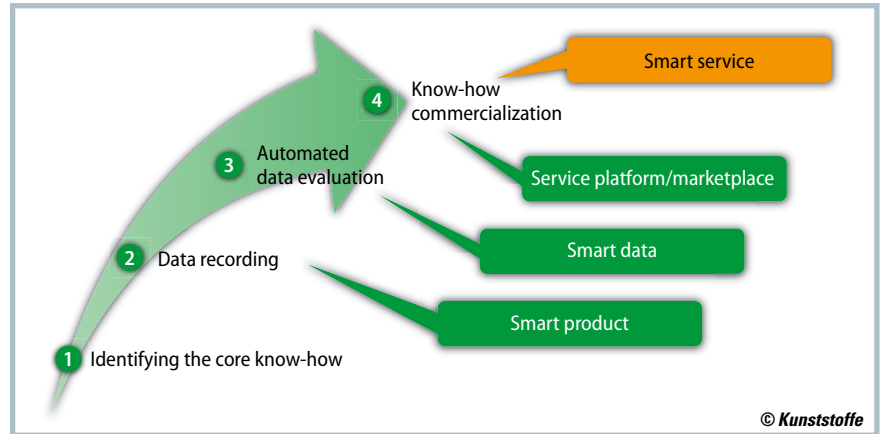 Smart service
4
Know-how
commercialization
3
Automated
data evaluation
Service platform/marketplace
2
Data recording
Smart data
Smart product
1
Identifying the core know-how
© Kunststoffe